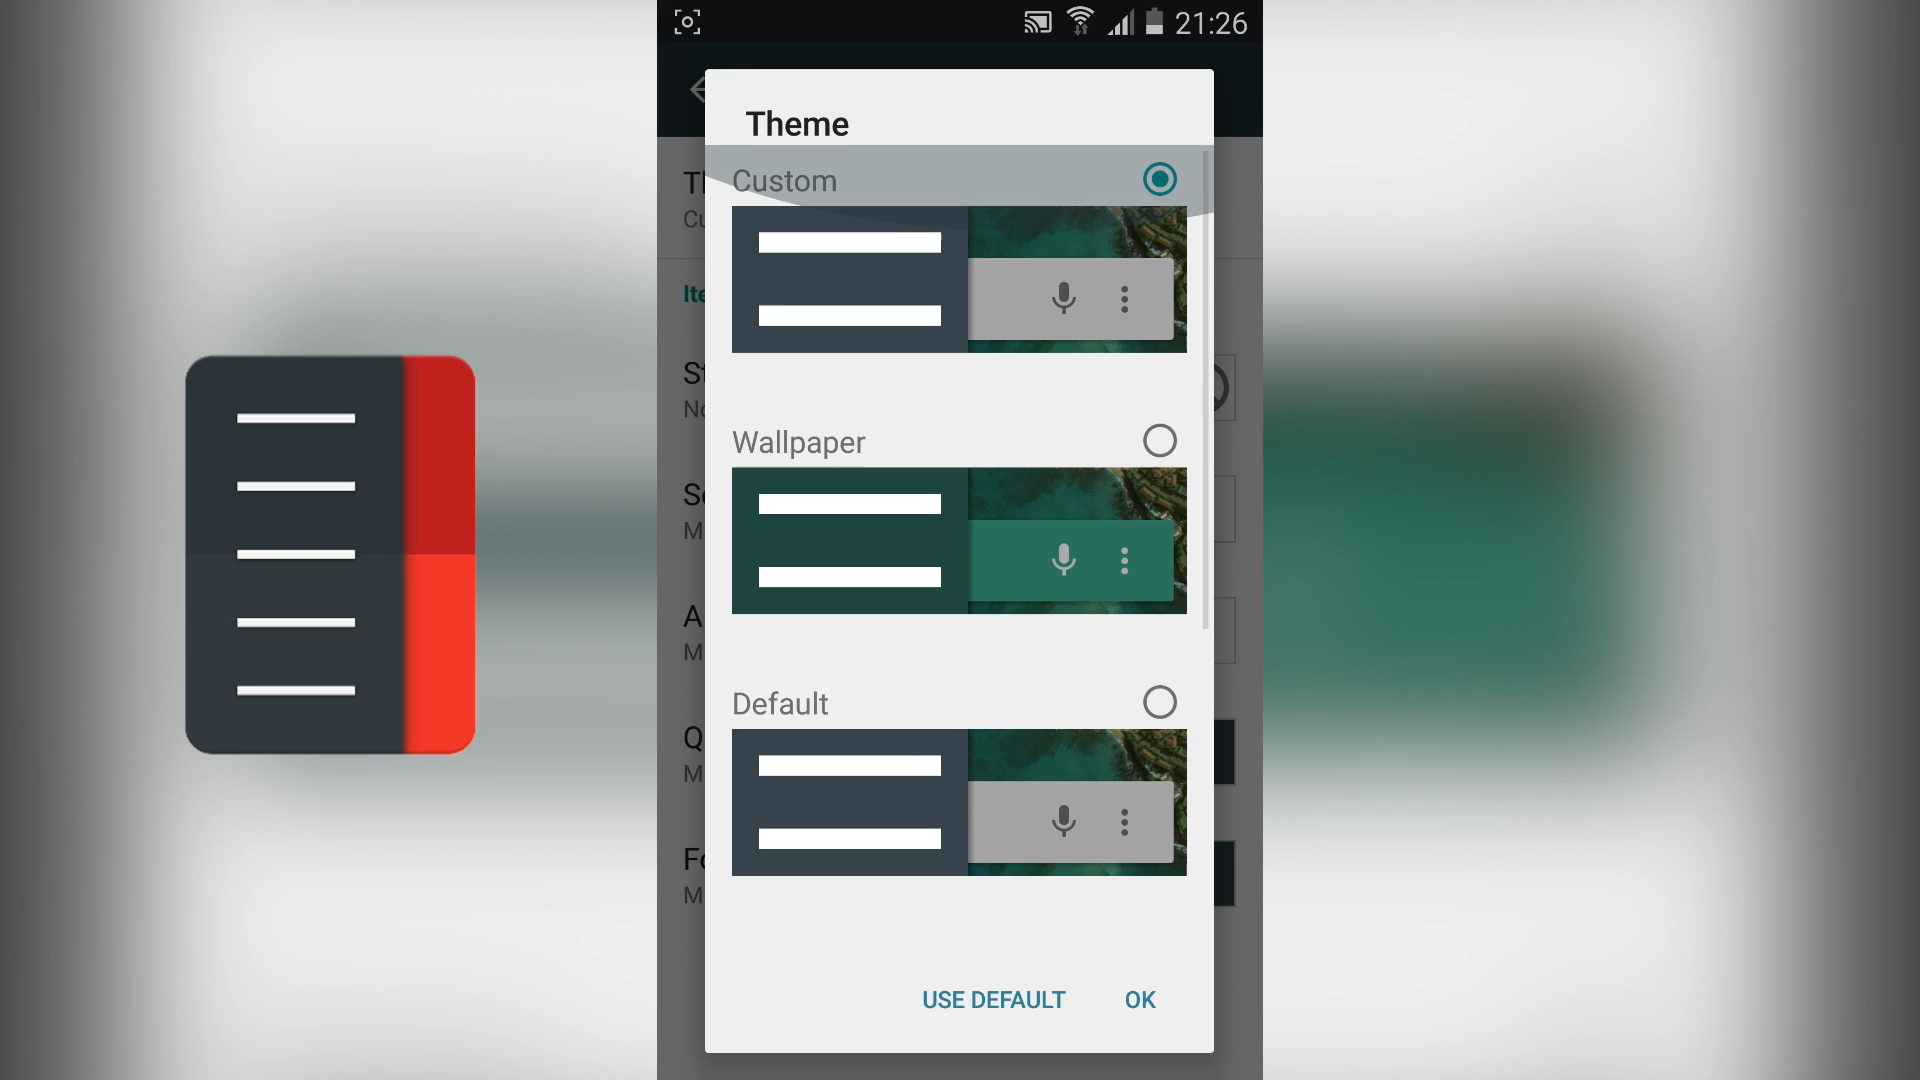 21:26
Theme
Custom
Wallpaper
Default
USE DEFAULT
OK